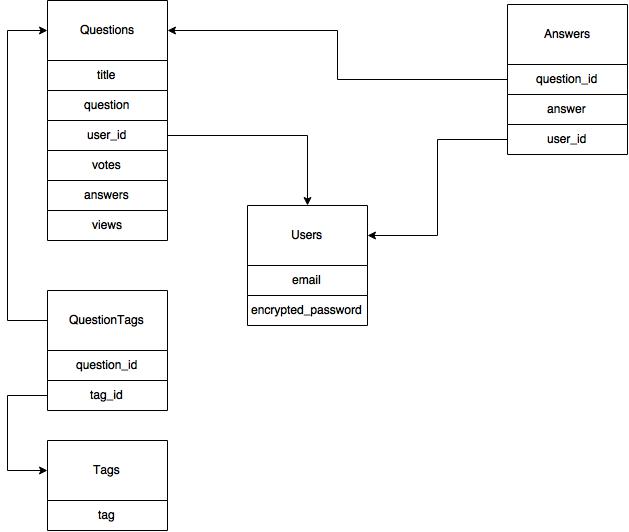 Questions
title
question
user_id
votes
answers
views
Answers
question_id
answer
user_id
Users
email
encrypted_password
QuestionTags
question_id
tag_id
Tags
tag